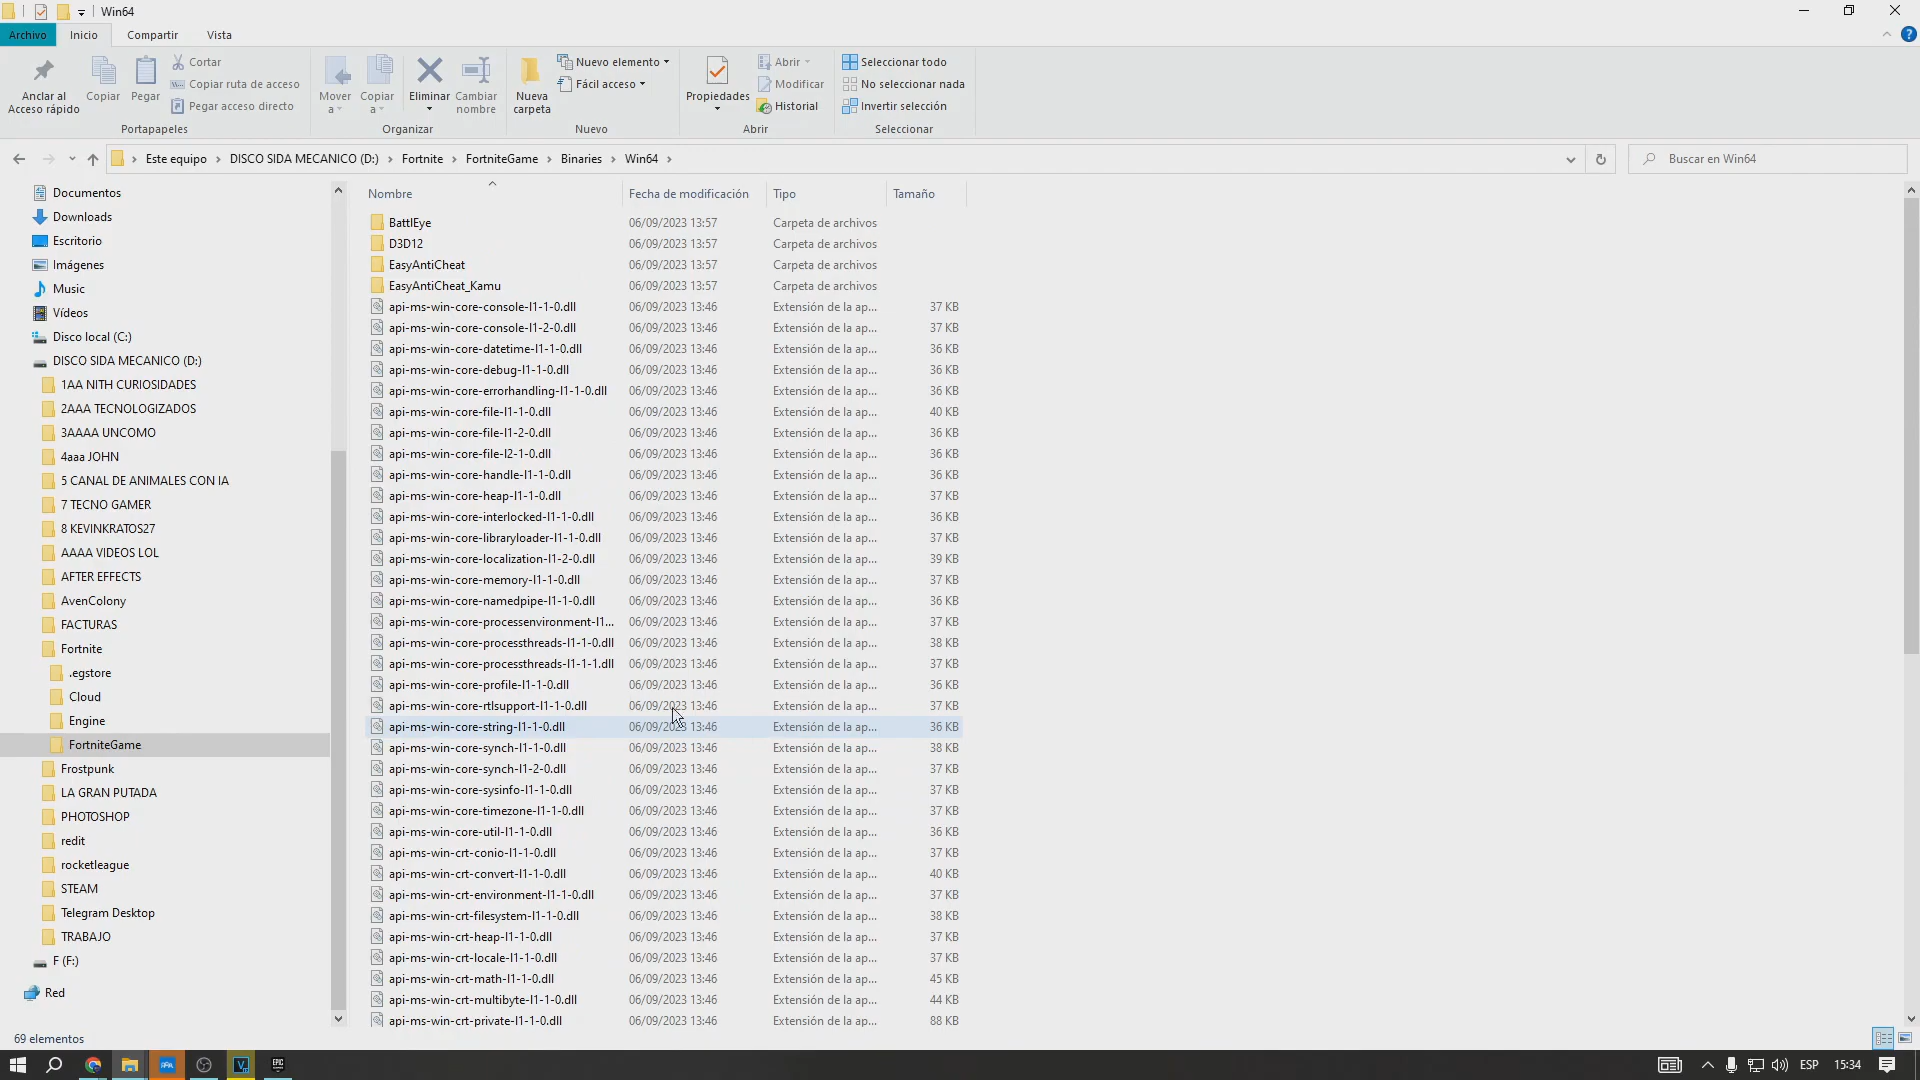 Win64
Archivo
Inicio
Compartir
Vista
Anclar al
Acceso rápido
Copiar
Pegar
Cortar
Copiar ruta de acceso
Pegar acceso directo
Portapapeles
Mover
a
Copiar
a
Eliminar
Cambiar
nombre
Organizar
Nueva
carpeta
Nuevo elemento
Fácil acceso
Nuevo
Propiedades
Abrir
Modificar
Historial
Abrir
Seleccionar todo
No seleccionar nada
Invertir selección
Seleccionar
Este equipo > DISCO SIDA MECANICO (D:) > Fortnite > FortniteGame > Binaries > Win64 >
Buscar en Win64
Documentos
Downloads
Escritorio
Imágenes
Music
Vídeos
Disco local (C:)
DISCO SIDA MECANICO (D:)
1AA NITH CURIOSIDADES
2AAA TECNOLOGIZADOS
3AAAA UNCOMO
4aaa JOHN
5 CANAL DE ANIMALES CON IA
7 TECNO GAMER
8 KEVINKRATOS27
AAAA VIDEOS LOL
AFTER EFFECTS
AvenColony
FACTURAS
Fortnite
.egstore
Cloud
Engine
FortniteGame
Frostpunk
LA GRAN PUTADA
PHOTOSHOP
redit
rocketleague
STEAM
Telegram Desktop
TRABAJO
F (F:)
Red
Nombre Fecha de modificación Tipo Tamaño
BattlEye 06/09/2023 13:57 Carpeta de archivos
D3D12 06/09/2023 13:57 Carpeta de archivos
EasyAntiCheat 06/09/2023 13:57 Carpeta de archivos
EasyAntiCheat_Kamu 06/09/2023 13:57 Carpeta de archivos
api-ms-win-core-console-l1-1-0.dll 06/09/2023 13:46 Extensión de la ap... 37 KB
api-ms-win-core-console-l1-2-0.dll 06/09/2023 13:46 Extensión de la ap... 37 KB
api-ms-win-core-datetime-l1-1-0.dll 06/09/2023 13:46 Extensión de la ap... 36 KB
api-ms-win-core-debug-l1-1-0.dll 06/09/2023 13:46 Extensión de la ap... 36 KB
api-ms-win-core-errorhandling-l1-1-0.dll 06/09/2023 13:46 Extensión de la ap... 36 KB
api-ms-win-core-file-l1-1-0.dll 06/09/2023 13:46 Extensión de la ap... 40 KB
api-ms-win-core-file-l1-2-0.dll 06/09/2023 13:46 Extensión de la ap... 36 KB
api-ms-win-core-file-l2-1-0.dll 06/09/2023 13:46 Extensión de la ap... 36 KB
api-ms-win-core-handle-l1-1-0.dll 06/09/2023 13:46 Extensión de la ap... 36 KB
api-ms-win-core-heap-l1-1-0.dll 06/09/2023 13:46 Extensión de la ap... 37 KB
api-ms-win-core-interlocked-l1-1-0.dll 06/09/2023 13:46 Extensión de la ap... 36 KB
api-ms-win-core-libraryloader-l1-1-0.dll 06/09/2023 13:46 Extensión de la ap... 37 KB
api-ms-win-core-localization-l1-2-0.dll 06/09/2023 13:46 Extensión de la ap... 39 KB
api-ms-win-core-memory-l1-1-0.dll 06/09/2023 13:46 Extensión de la ap... 37 KB
api-ms-win-core-namedpipe-l1-1-0.dll 06/09/2023 13:46 Extensión de la ap... 36 KB
api-ms-win-core-processenvironment-l1... 06/09/2023 13:46 Extensión de la ap... 37 KB
api-ms-win-core-processthreads-l1-1-0.dll 06/09/2023 13:46 Extensión de la ap... 38 KB
api-ms-win-core-processthreads-l1-1-1.dll 06/09/2023 13:46 Extensión de la ap... 37 KB
api-ms-win-core-profile-l1-1-0.dll 06/09/2023 13:46 Extensión de la ap... 36 KB
api-ms-win-core-rtlsupport-l1-1-0.dll 06/09/2023 13:46 Extensión de la ap... 37 KB
api-ms-win-core-string-l1-1-0.dll 06/09/2023 13:46 Extensión de la ap... 36 KB
api-ms-win-core-synch-l1-1-0.dll 06/09/2023 13:46 Extensión de la ap... 38 KB
api-ms-win-core-synch-l1-2-0.dll 06/09/2023 13:46 Extensión de la ap... 37 KB
api-ms-win-core-sysinfo-l1-1-0.dll 06/09/2023 13:46 Extensión de la ap... 37 KB
api-ms-win-core-timezone-l1-1-0.dll 06/09/2023 13:46 Extensión de la ap... 37 KB
api-ms-win-core-util-l1-1-0.dll 06/09/2023 13:46 Extensión de la ap... 36 KB
api-ms-win-crt-conio-l1-1-0.dll 06/09/2023 13:46 Extensión de la ap... 37 KB
api-ms-win-crt-convert-l1-1-0.dll 06/09/2023 13:46 Extensión de la ap... 40 KB
api-ms-win-crt-environment-l1-1-0.dll 06/09/2023 13:46 Extensión de la ap... 37 KB
api-ms-win-crt-filesystem-l1-1-0.dll 06/09/2023 13:46 Extensión de la ap... 38 KB
api-ms-win-crt-heap-l1-1-0.dll 06/09/2023 13:46 Extensión de la ap... 37 KB
api-ms-win-crt-locale-l1-1-0.dll 06/09/2023 13:46 Extensión de la ap... 37 KB
api-ms-win-crt-math-l1-1-0.dll 06/09/2023 13:46 Extensión de la ap... 45 KB
api-ms-win-crt-multibyte-l1-1-0.dll 06/09/2023 13:46 Extensión de la ap... 44 KB
api-ms-win-crt-private-l1-1-0.dll 06/09/2023 13:46 Extensión de la ap... 88 KB
69 elementos
EPIC
ESP
15:34